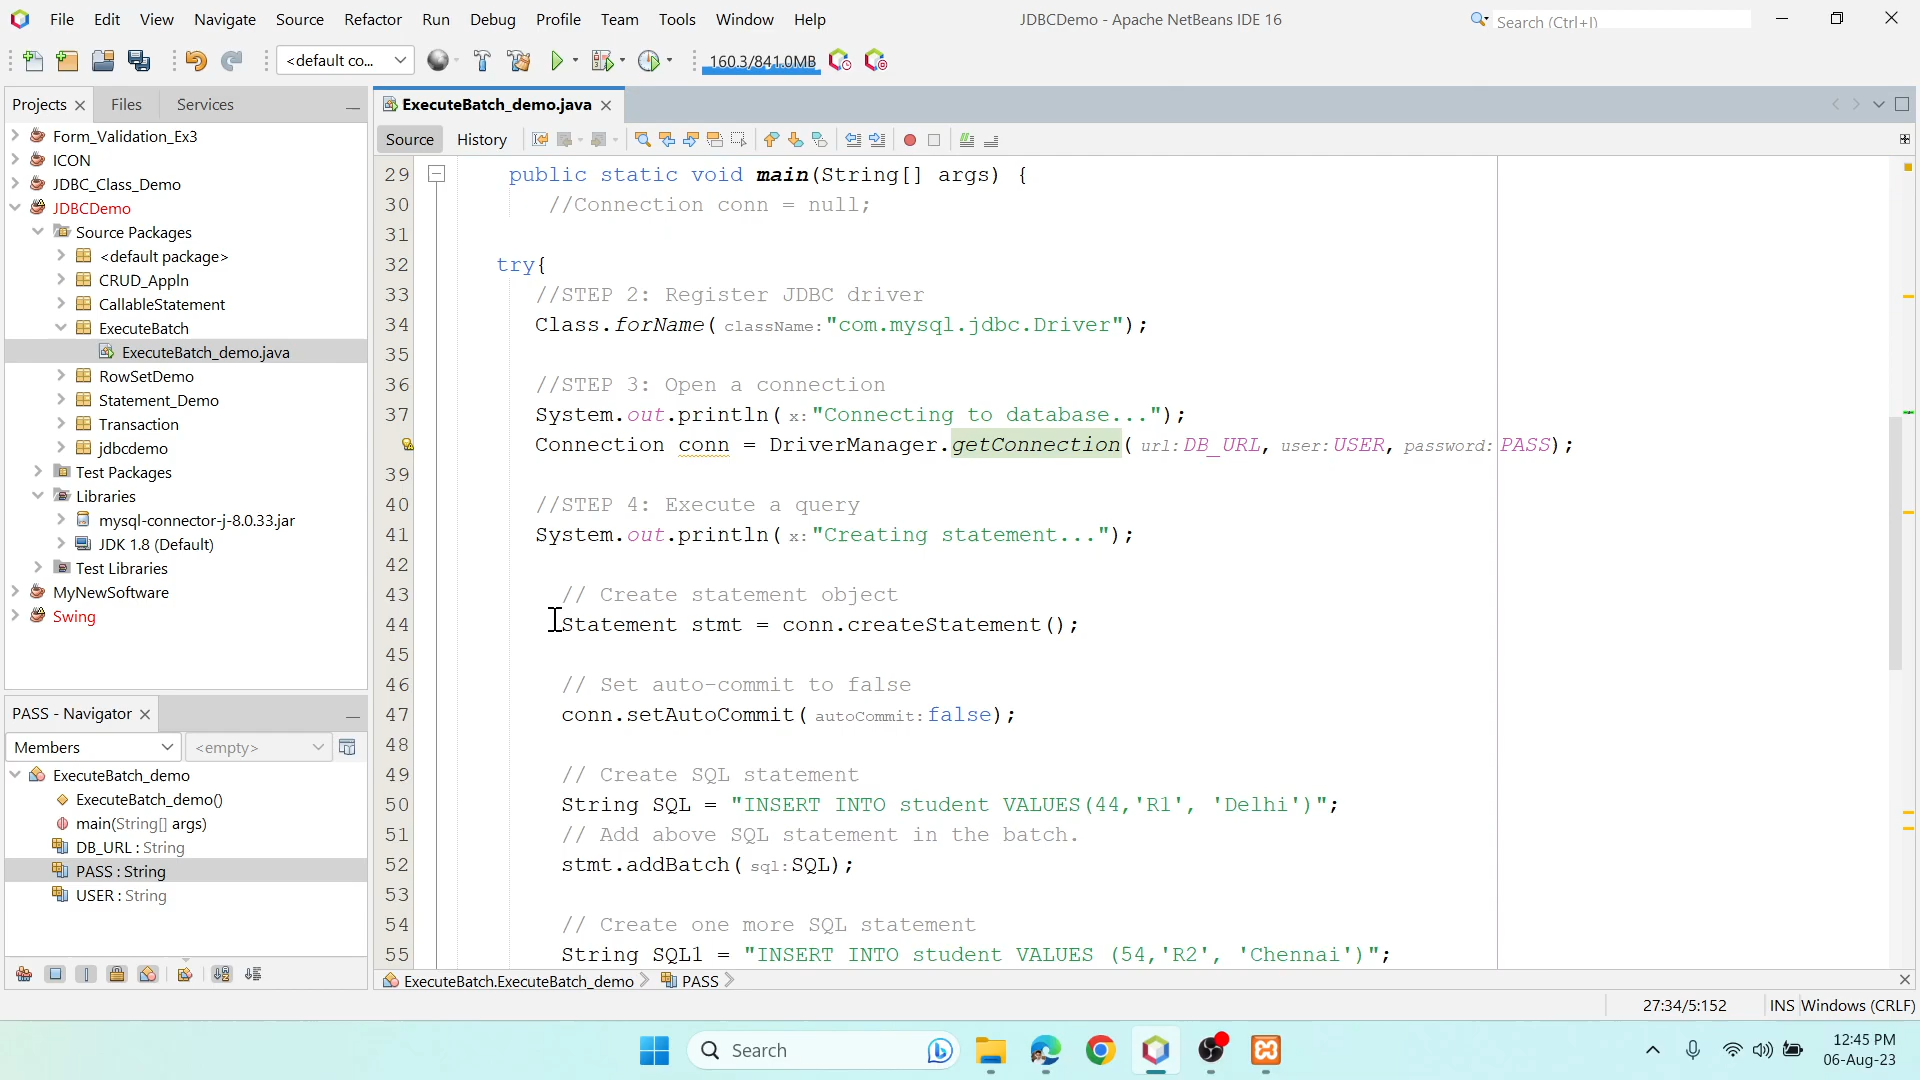 File Edit View Navigate Source Refactor Run Debug Profile Team Tools Window Help
JDBCDemo - Apache NetBeans IDE 16
Search (Ctrl+I)
<default co...
160.3/841.0MB
Projects Files Services
ExecuteBatch_demo.java
Source History
Form_Validation_Ex3
ICON
JDBC_Class_Demo
JDBCDemo
Source Packages
<default package>
CRUD_Appln
CallableStatement
ExecuteBatch
ExecuteBatch_demo.java
RowSetDemo
Statement_Demo
Transaction
jdbcdemo
Test Packages
Libraries
mysql-connector-j-8.0.33.jar
JDK 1.8 (Default)
Test Libraries
MyNewSoftware
Swing
PASS - Navigator
Members <empty>
ExecuteBatch_demo
ExecuteBatch_demo()
main(String[] args)
DB_URL : String
PASS : String
USER : String
29 public static void main(String[] args) {
30 //Connection conn = null;
31
32 try{
33 //STEP 2: Register JDBC driver
34 Class.forName( className:"com.mysql.jdbc.Driver");
35
36 //STEP 3: Open a connection
37 System.out.println( x:"Connecting to database...");
Connection conn = DriverManager.getConnection( url:DB_URL, user:USER, password:PASS);
39
40 //STEP 4: Execute a query
41 System.out.println( x:"Creating statement...");
42
43 // Create statement object
44 Statement stmt = conn.createStatement();
45
46 // Set auto-commit to false
47 conn.setAutoCommit( autoCommit:false);
48
49 // Create SQL statement
50 String SQL = "INSERT INTO student VALUES(44,'R1', 'Delhi')";
51 // Add above SQL statement in the batch.
52 stmt.addBatch( sql:SQL);
53
54 // Create one more SQL statement
55 String SQL1 = "INSERT INTO student VALUES (54,'R2', 'Chennai')";
ExecuteBatch.ExecuteBatch_demo PASS
27:34/5:152 INS Windows (CRLF)
Search
12:45 PM
06-Aug-23